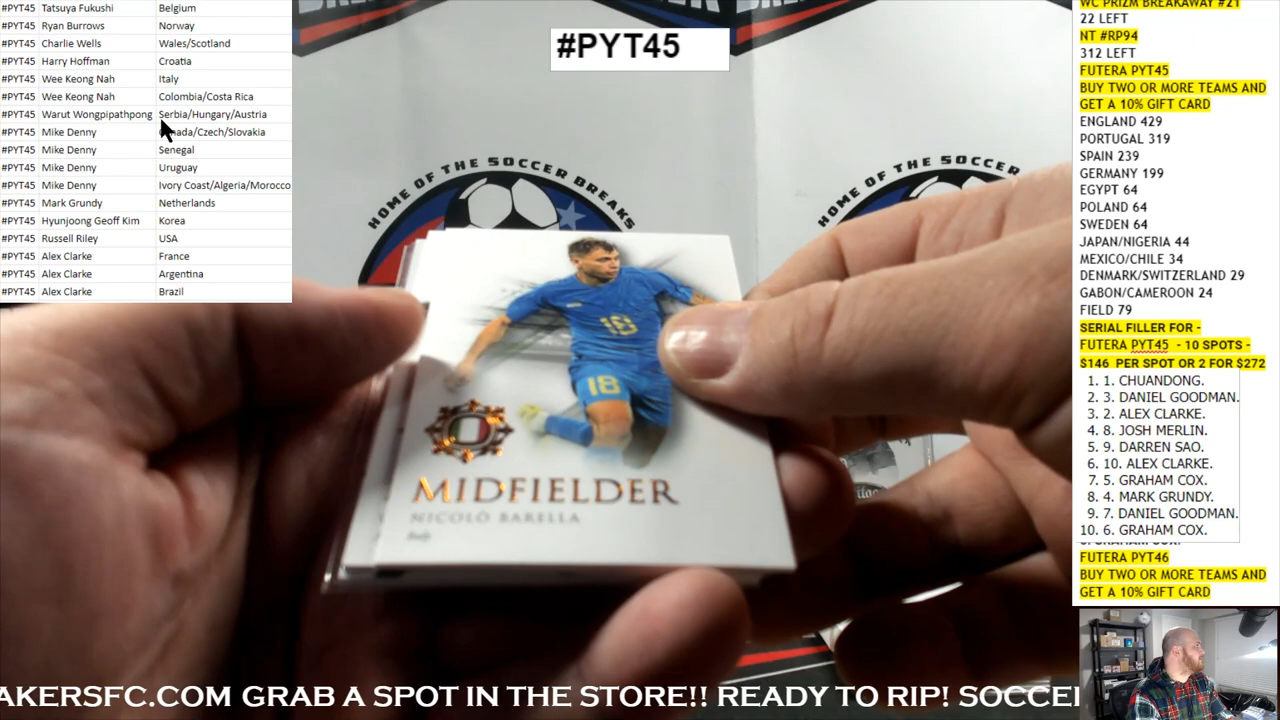 #PYT45 Tatsuya Fukushi Belgium
#PYT45 Ryan Burrows Norway
#PYT45 Charlie Wells Wales/Scotland
#PYT45 Harry Hoffman Croatia
#PYT45 Wee Keong Nah Italy
#PYT45 Wee Keong Nah Colombia/Costa Rica
#PYT45 Warut Wongpipathpong Serbia/Hungary/Austria
#PYT45 Mike Denny nada/Czech/Slovakia
#PYT45 Mike Denny Senegal
#PYT45 Mike Denny Uruguay
#PYT45 Mike Denny Ivory Coast/Algeria/Morocco
#PYT45 Mark Grundy Netherlands
#PYT45 Hyunjoong Geoff Kim Korea
#PYT45 Russell Riley USA
#PYT45 Alex Clarke France
#PYT45 Alex Clarke Argentina
#PYT45 Alex Clarke Brazil
#PYT45
HOME OF THE SOCCER BREAKS
HOME OF THE SOCCER BREAKS
18
18
MIDFIELDER
NICOLÒ BARELLA
Italy
WC PRIZM BREAKAWAY #21
22 LEFT
NT #RP94
312 LEFT
FUTERA PYT45
BUY TWO OR MORE TEAMS AND
GET A 10% GIFT CARD
ENGLAND 429
PORTUGAL 319
SPAIN 239
GERMANY 199
EGYPT 64
POLAND 64
SWEDEN 64
JAPAN/NIGERIA 44
MEXICO/CHILE 34
DENMARK/SWITZERLAND 29
GABON/CAMEROON 24
FIELD 79
SERIAL FILLER FOR -
FUTERA PYT45 - 10 SPOTS -
$146 PER SPOT OR 2 FOR $272
1. 1. CHUANDONG.
2. 3. DANIEL GOODMAN.
3. 2. ALEX CLARKE.
4. 8. JOSH MERLIN.
5. 9. DARREN SAO.
6. 10. ALEX CLARKE.
7. 5. GRAHAM COX.
8. 4. MARK GRUNDY.
9. 7. DANIEL GOODMAN.
10. 6. GRAHAM COX.
FUTERA PYT46
BUY TWO OR MORE TEAMS AND
GET A 10% GIFT CARD
AKERSFC.COM GRAB A SPOT IN THE STORE!! READY TO RIP! SOCCE